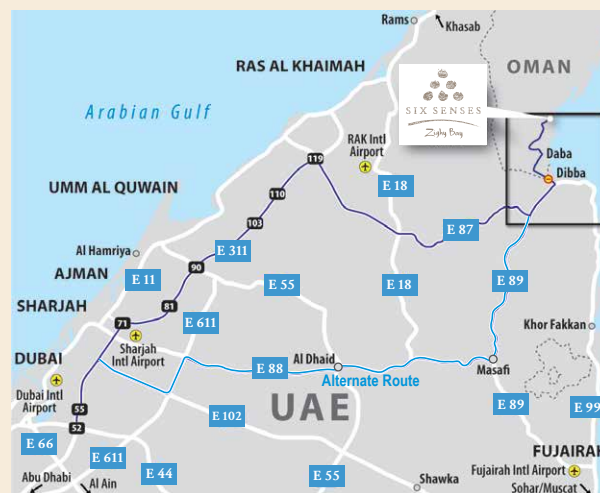 Rams
Khasab
RAS AL KHAIMAH
OMAN
SIX SENSES
Zighy Bay
Arabian Gulf
RAK Intl
Airport
Daba
Dibba
119
E 18
UMM AL QUWAIN
110
103
E 87
E 311
Al Hamriya
90
AJMAN
E 11
E 55
E 18
E 89
81
SHARJAH
71
E 611
Khor Fakkan
Sharjah
Intl Airport
DUBAI
Al Dhaid
E 88
Masafi
Alternate Route
Dubai Intl
Airport
55
52
E 102
UAE
E 89
E 99
E 66
E 611
FUJAIRAH
Abu Dhabi
Al Ain
E 44
E 55
Fujairah Intl Airport
Shawka
Sohar/Muscat